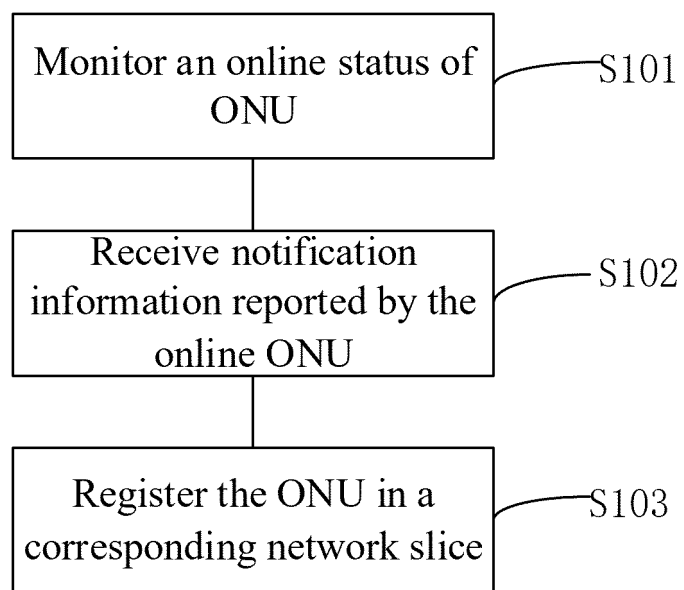 Monitor an online status of
ONU
S101
Receive notification
information reported by the
online ONU
S102
Register the ONU in a
corresponding network slice
S103